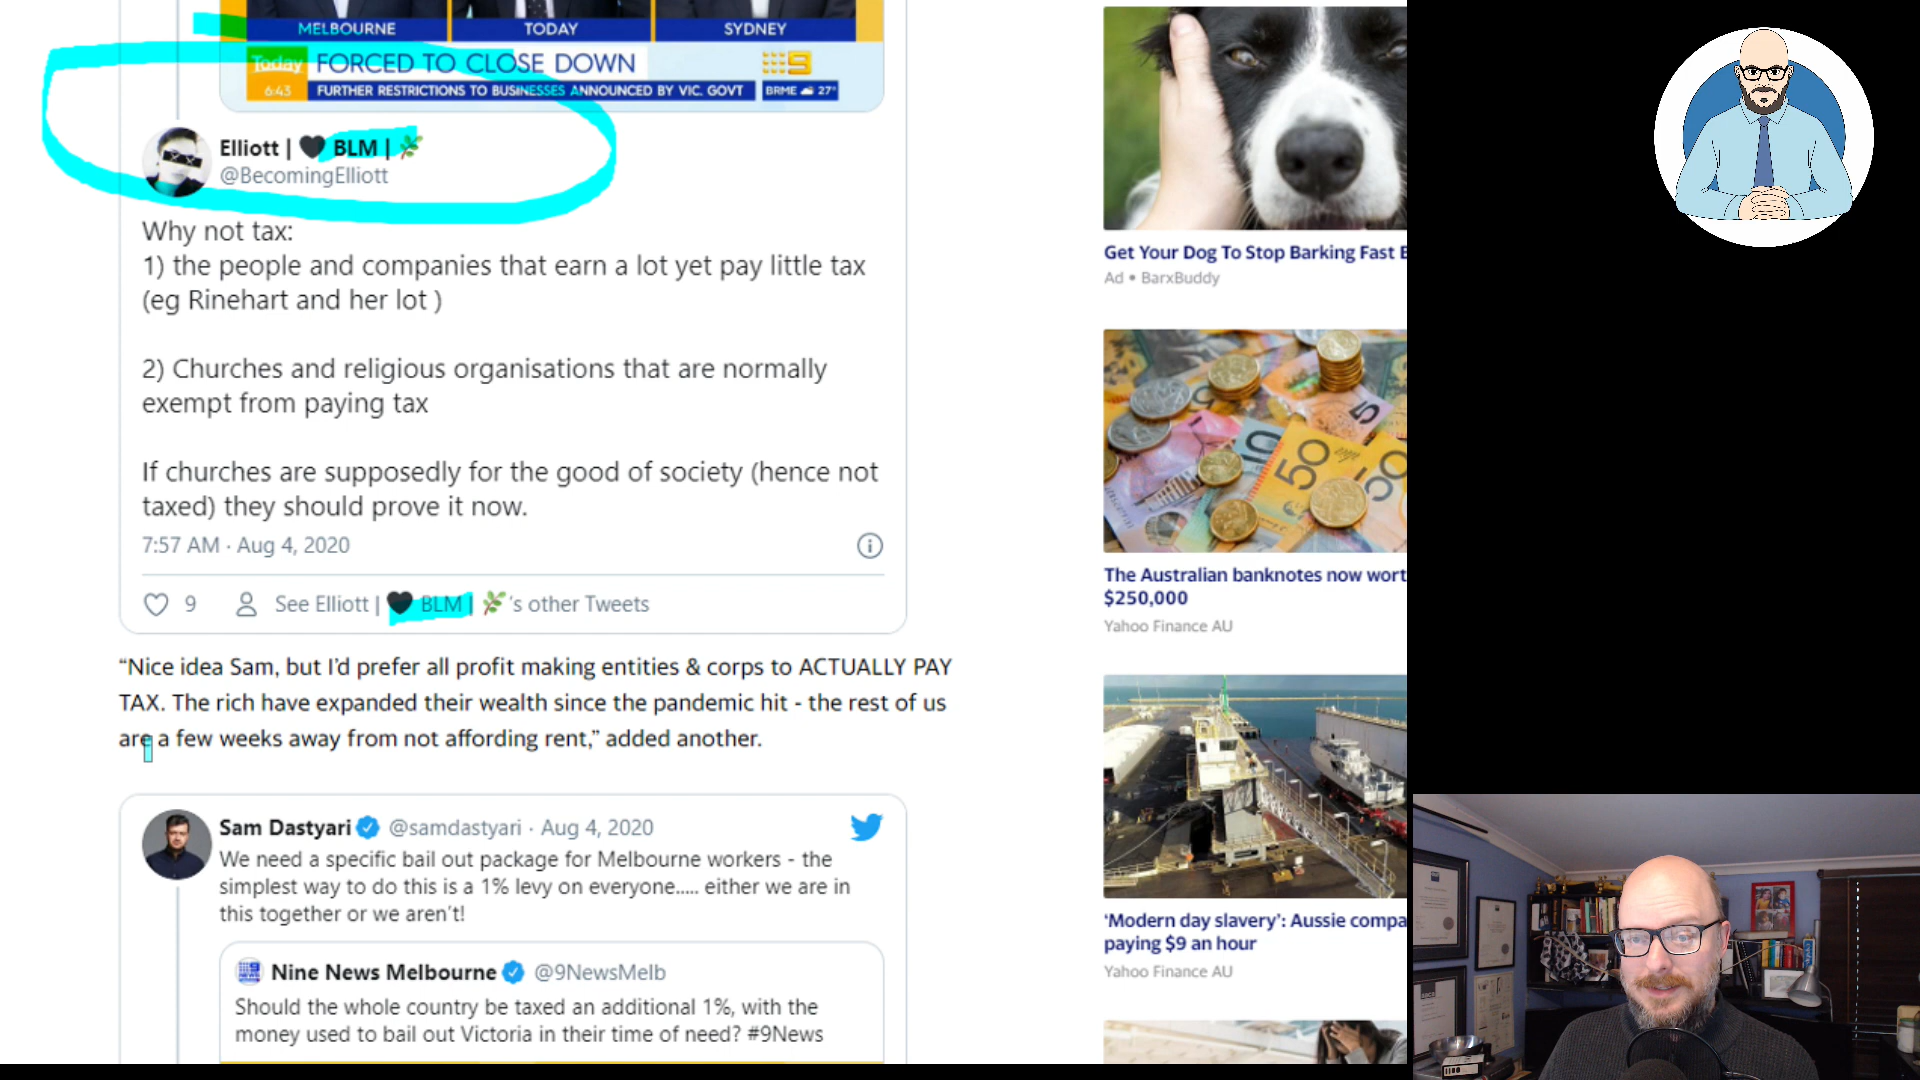 MELBOURNE
TODAY
SYDNEY
Today
6:43
FORCED TO CLOSE DOWN
9
FURTHER RESTRICTIONS TO BUSINESSES ANNOUNCED BY VIC. GOVT
BRME 27°
Elliott | 🖤 BLM | 🌿
@BecomingElliott
Why not tax:
1) the people and companies that earn a lot yet pay little tax
(eg Rinehart and her lot )
2) Churches and religious organisations that are normally
exempt from paying tax
If churches are supposedly for the good of society (hence not
taxed) they should prove it now.
7:57 AM · Aug 4, 2020
9
See Elliott | 🖤 BLM | 🌿 's other Tweets
“Nice idea Sam, but I’d prefer all profit making entities & corps to ACTUALLY PAY
TAX. The rich have expanded their wealth since the pandemic hit - the rest of us
are a few weeks away from not affording rent,” added another.
Sam Dastyari @samdastyari · Aug 4, 2020
We need a specific bail out package for Melbourne workers - the
simplest way to do this is a 1% levy on everyone..... either we are in
this together or we aren’t!
Nine News Melbourne @9NewsMelb
Should the whole country be taxed an additional 1%, with the
money used to bail out Victoria in their time of need? #9News
Get Your Dog To Stop Barking Fast
Ad • BarxBuddy
5
10
50
50
The Australian banknotes now wort
$250,000
Yahoo Finance AU
‘Modern day slavery’: Aussie compa
paying $9 an hour
Yahoo Finance AU